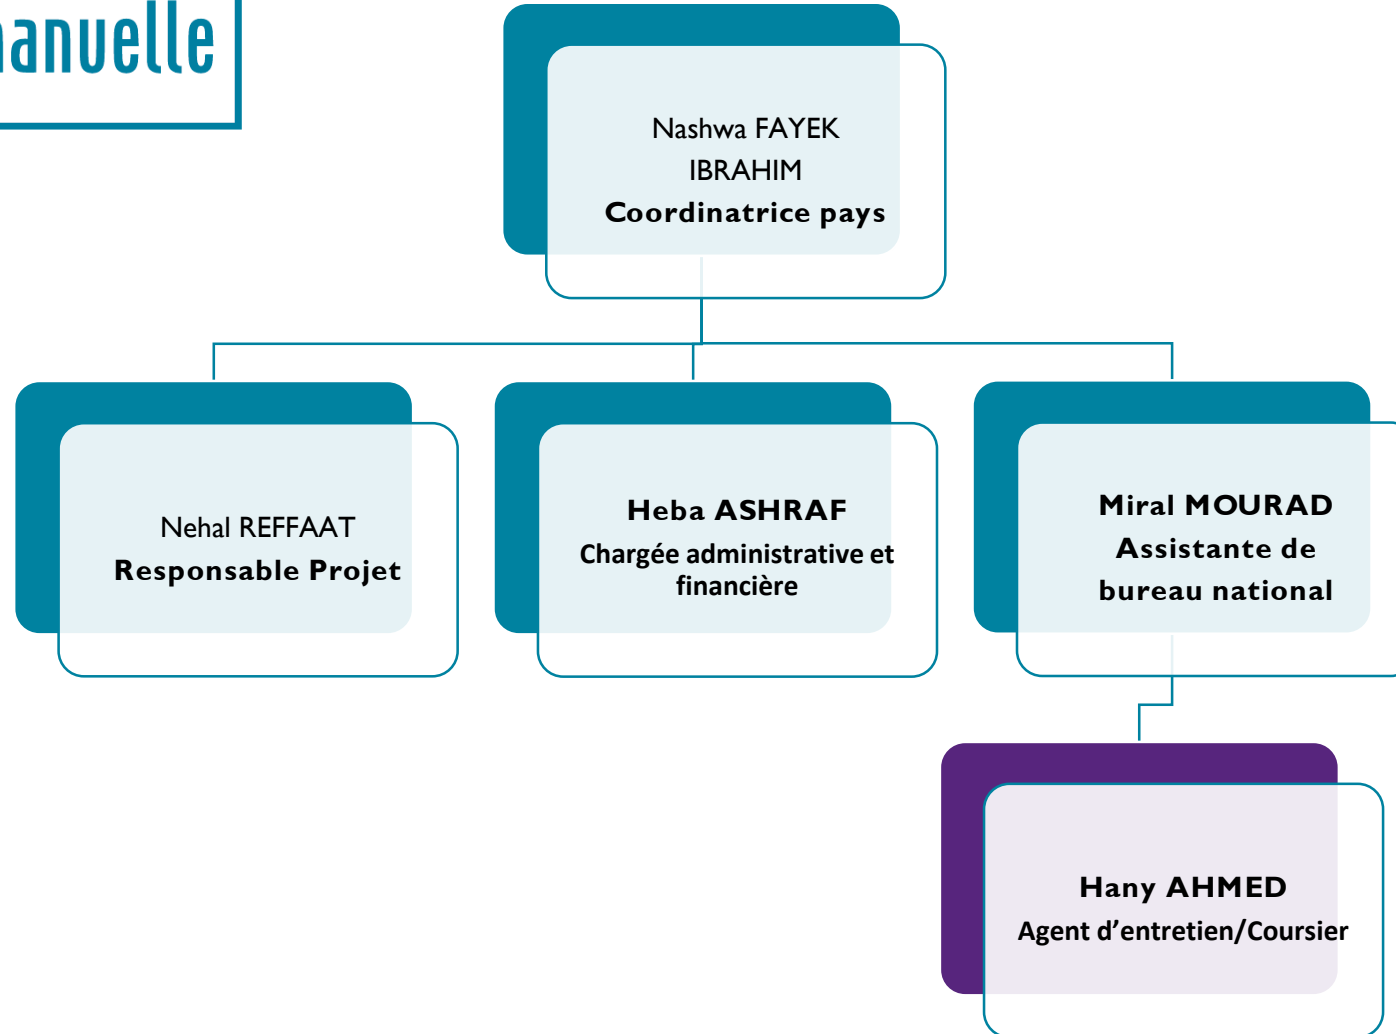 Nashwa FAYEK
IBRAHIM
Coordinatrice pays
Nehal REFFAAT
Responsable Projet
Heba ASHRAF
Chargée administrative et
financière
Miral MOURAD
Assistante de
bureau national
Hany AHMED
Agent d’entretien/Coursier